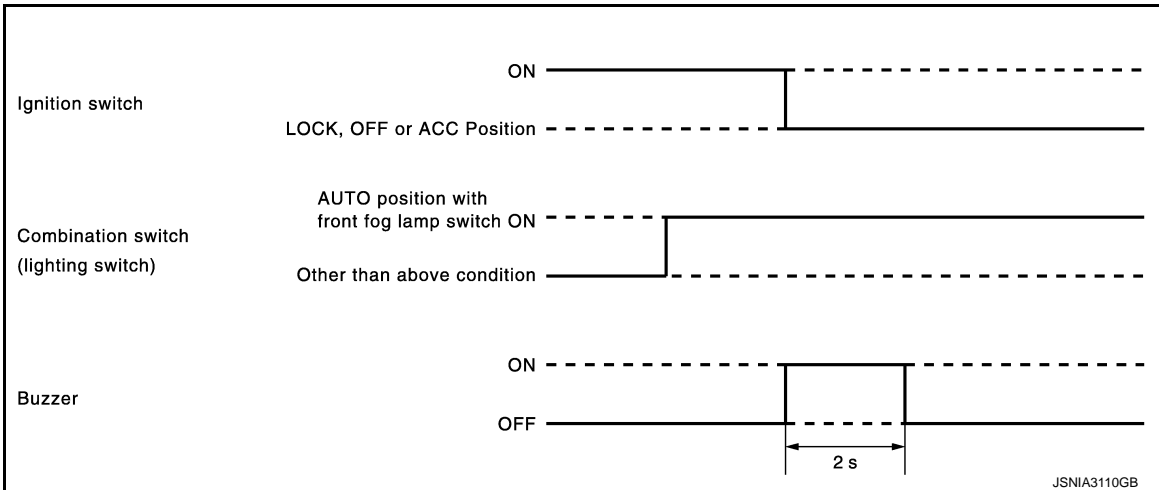 ON
Ignition switch
LOCK, OFF or ACC Position
AUTO position with
front fog lamp switch ON
Combination switch
(lighting switch)
Other than above condition
ON
Buzzer
OFF
2 s
JSNIA3110GB